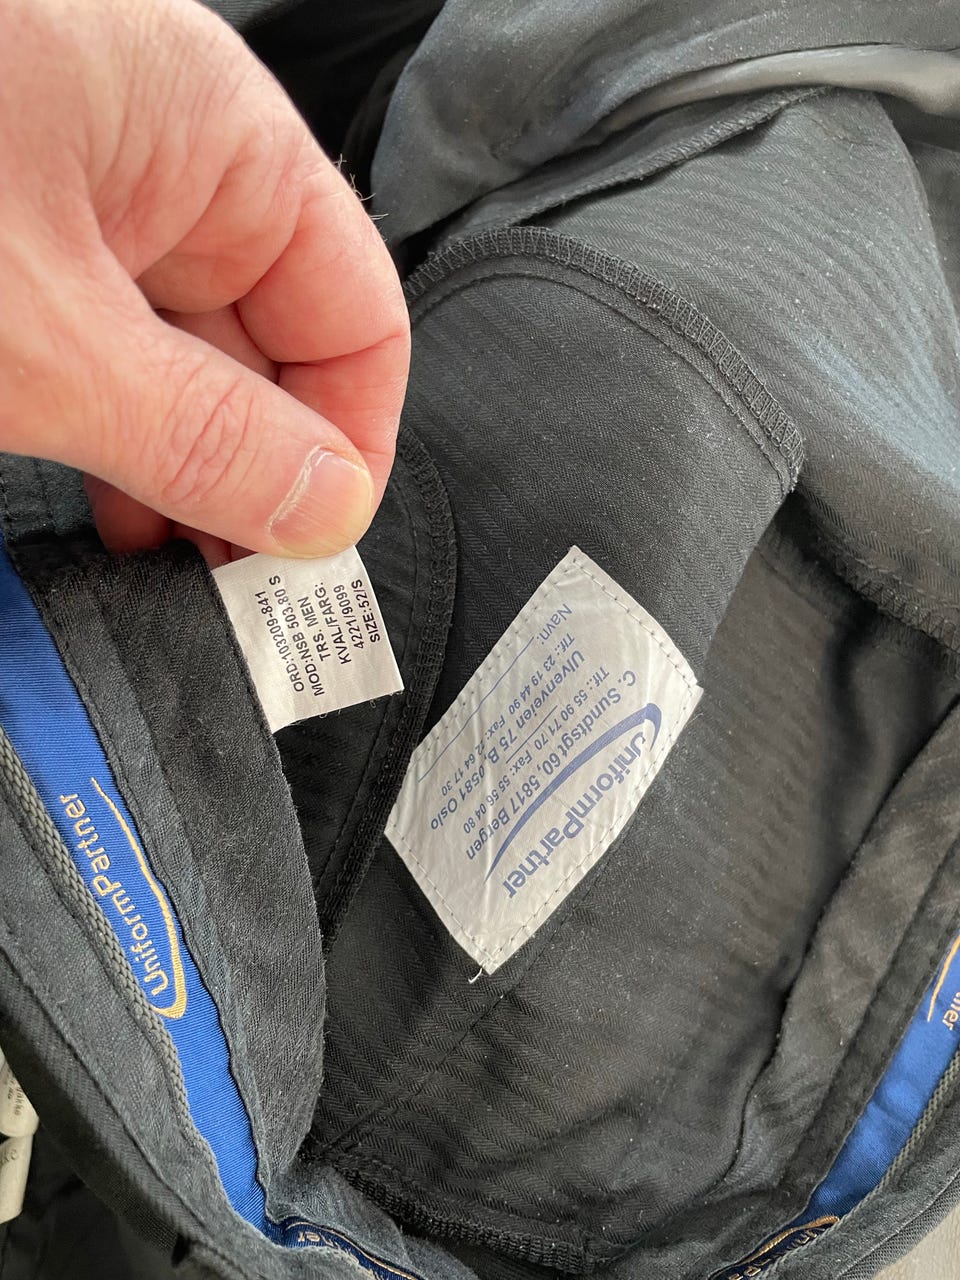 ORD:103209-841
MOD:NSB 503.80 S
TRS. MEN
KVAL/FARG:
4221/9099
SIZE:52/S
UniformPartner
C. Sundtsgt 60, 5817 Bergen
Tlf.: 55 90 71 70 Fax: 55 56 04 80
Ulvenveien 75 B, 0581 Oslo
Tlf.: 23 19 44 90 Fax: 22 64 47 30
Navn:
UniformPartner